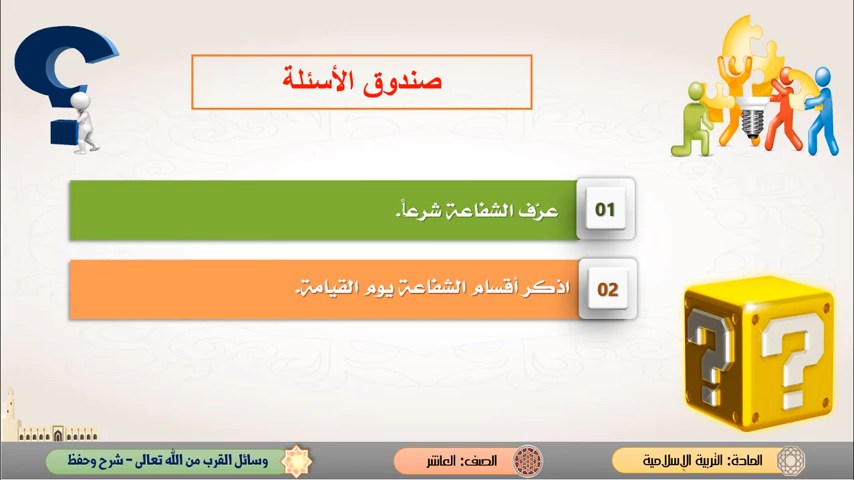 صندوق الأسئلة
01
عرّف الشفاعة شرعاً.
02
اذكر أقسام الشفاعة يوم القيامة.
المادة: التربية الإسلامية
الصف: العاشر
وسائل القرب من الله تعالى - شرح وحفظ